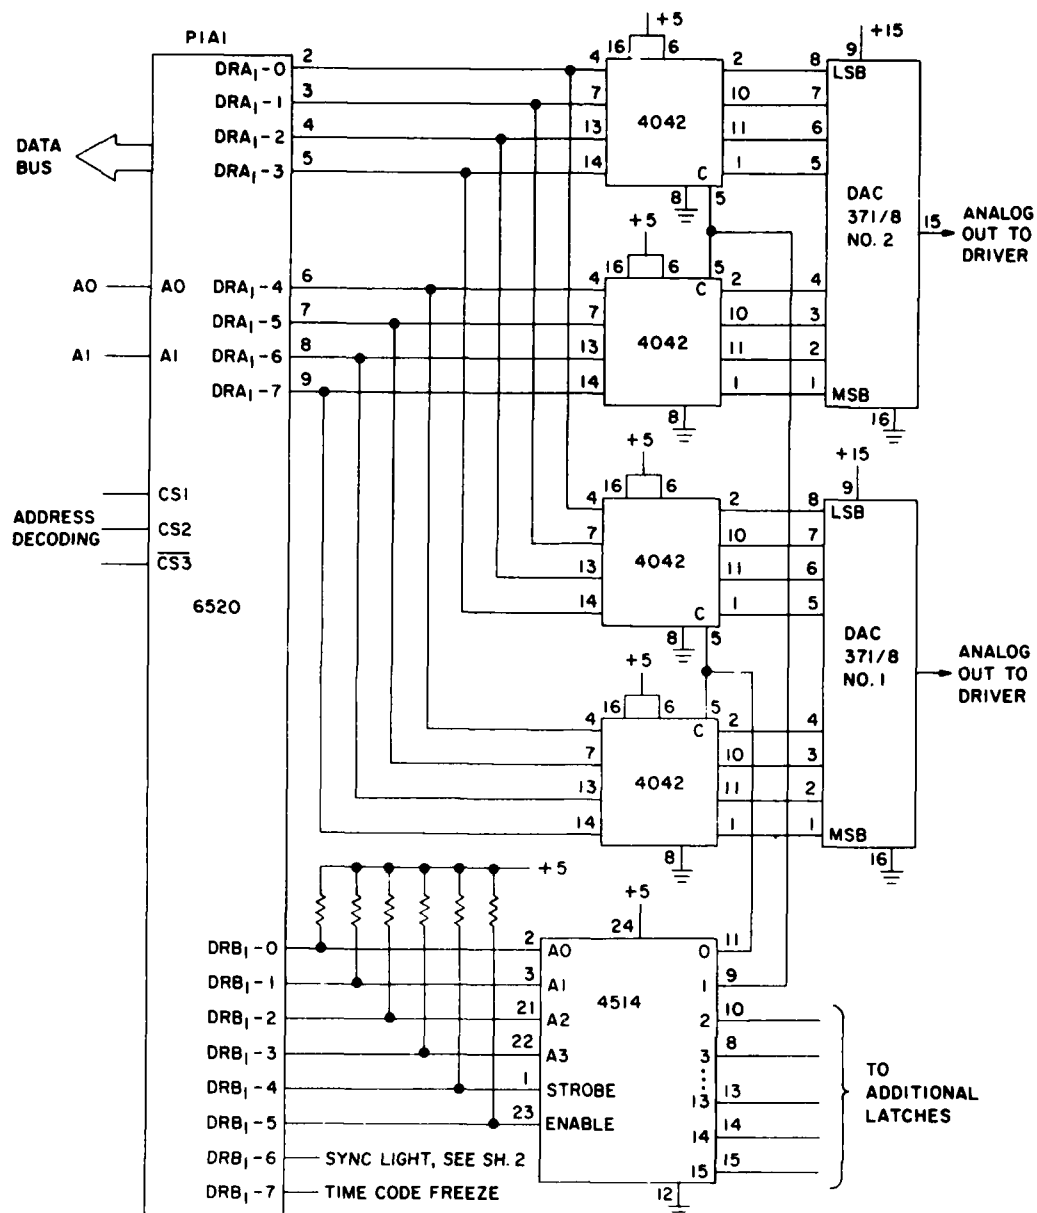 PIA1
DATA BUS
A0
A1
ADDRESS DECODING
A0
A1
CS1
CS2
CS3
6520
DRA1-0 2
DRA1-1 3
DRA1-2 4
DRA1-3 5
DRA1-4 6
DRA1-5 7
DRA1-6 8
DRA1-7 9
+5
16 6
4 2
7 10
13 11
14 1
4042
C
8 5
+5
16 6 5
4 C 2
7 10
13 11
14 1
4042
8
+15
9
8 LSB
7
6
5
DAC 371/8 NO. 2
4
3
2
1 MSB
16
15
ANALOG OUT TO DRIVER
+5
16 6
4 2
7 10
13 11
14 1
4042
C
8 5
+5
16 6 5
4 C 2
7 10
13 11
14 1
4042
8
+15
9
8 LSB
7
6
5
DAC 371/8 NO. 1
4
3
2
1 MSB
16
ANALOG OUT TO DRIVER
+5
DRB1-0
DRB1-1
DRB1-2
DRB1-3
DRB1-4
DRB1-5
DRB1-6 SYNC LIGHT, SEE SH. 2
DRB1-7 TIME CODE FREEZE
+5
24
2 A0
3 A1
21 A2
22 A3
1 STROBE
23 ENABLE
4514
0 11
1 9
2 10
3 8
13 13
14 14
15 15
12
TO ADDITIONAL LATCHES